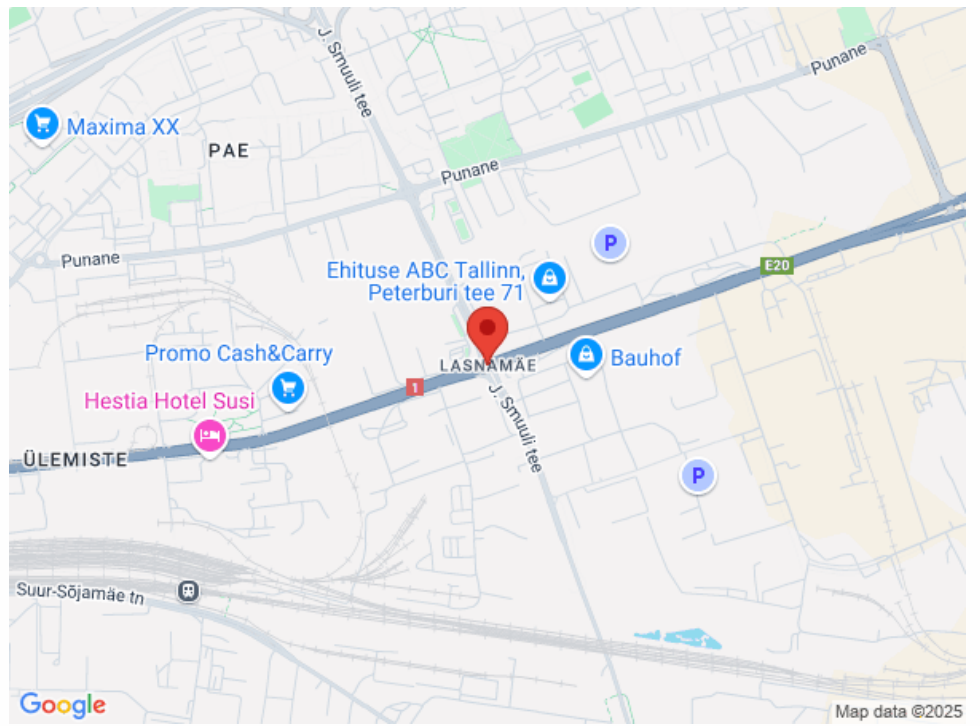 J. Smuuli tee
Punane
Maxima XX
PAE
Punane
Punane
P
E20
Ehituse ABC Tallinn,
Peterburi tee 71
Promo Cash&Carry
LASNAMÄE
Bauhof
1
Hestia Hotel Susi
J. Smuuli tee
ÜLEMISTE
P
Suur-Sõjamäe tn
Google
Map data ©2025